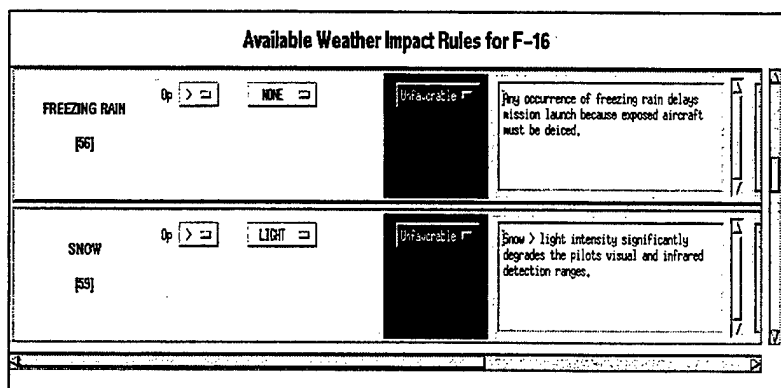 Available Weather Impact Rules for F-16
FREEZING RAIN
[56]
Op > NONE
Unfavorable
Any occurrence of freezing rain delays
mission launch because exposed aircraft
must be deiced.
SNOW
[59]
Op > LIGHT
Unfavorable
Snow > light intensity significantly
degrades the pilots visual and infrared
detection ranges.